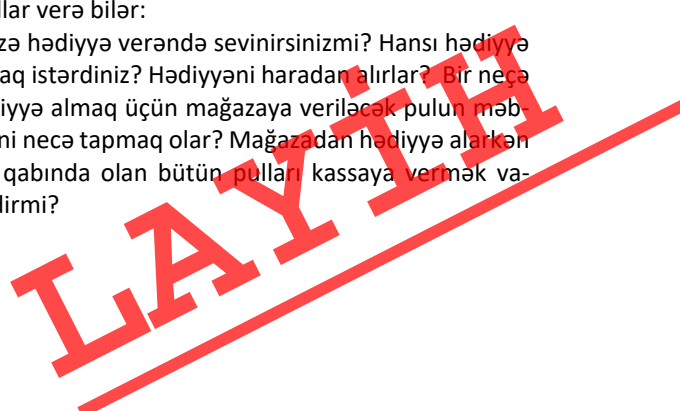 llar verə bilər:
zə hədiyyə verəndə sevinirsinizmi? Hansı hədiyyə
aq istərdiniz? Hədiyyəni haradan alırlar? Bir neçə
diyyə almaq üçün mağazaya veriləcək pulun məb-
ni necə tapmaq olar? Mağazadan hədiyyə alarkən
qabında olan bütün pulları kassaya vermək va-
dirmi?
LAYİH